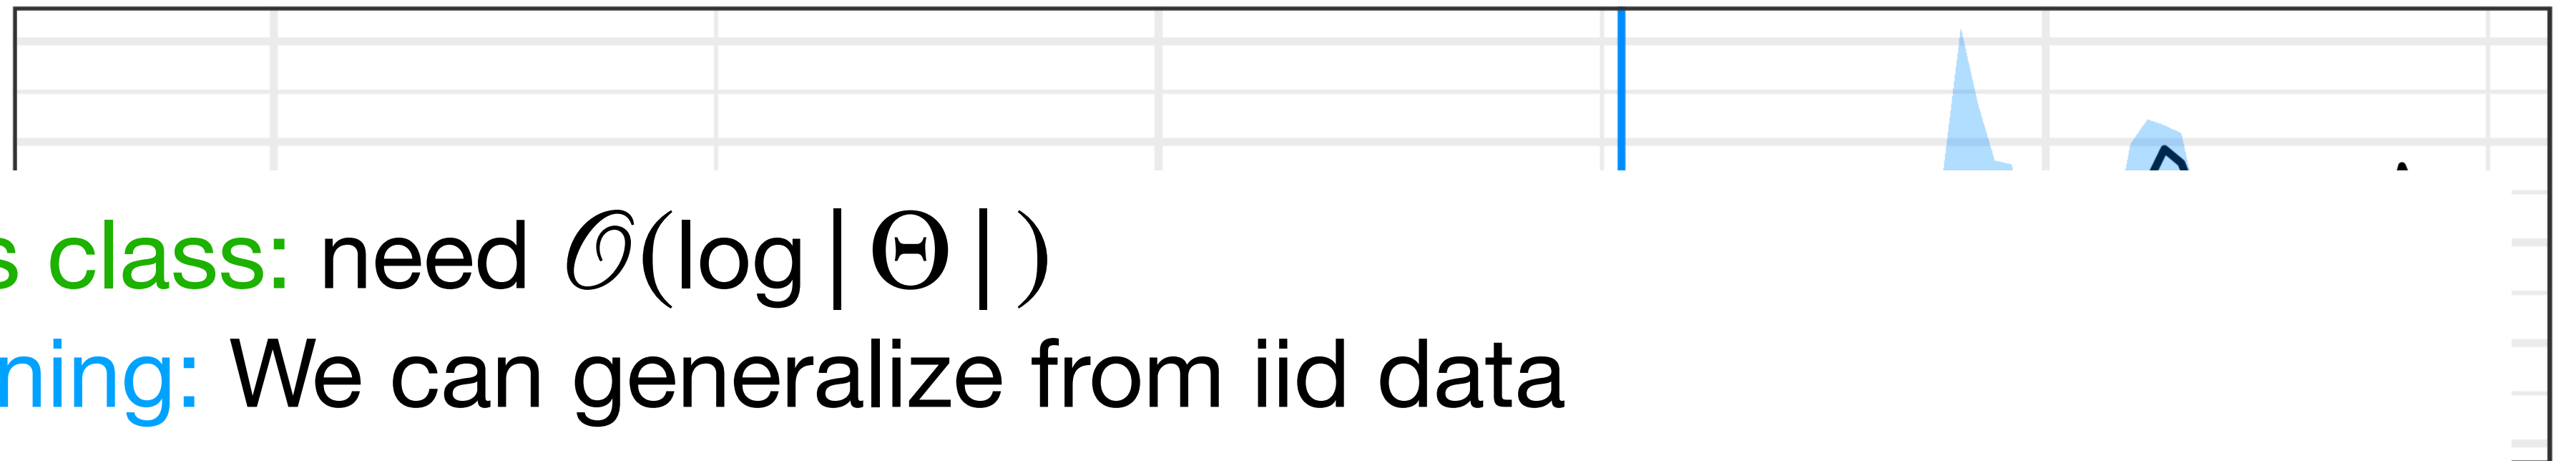 s class: need 𝒪(log|Θ|)
ning: We can generalize from iid data